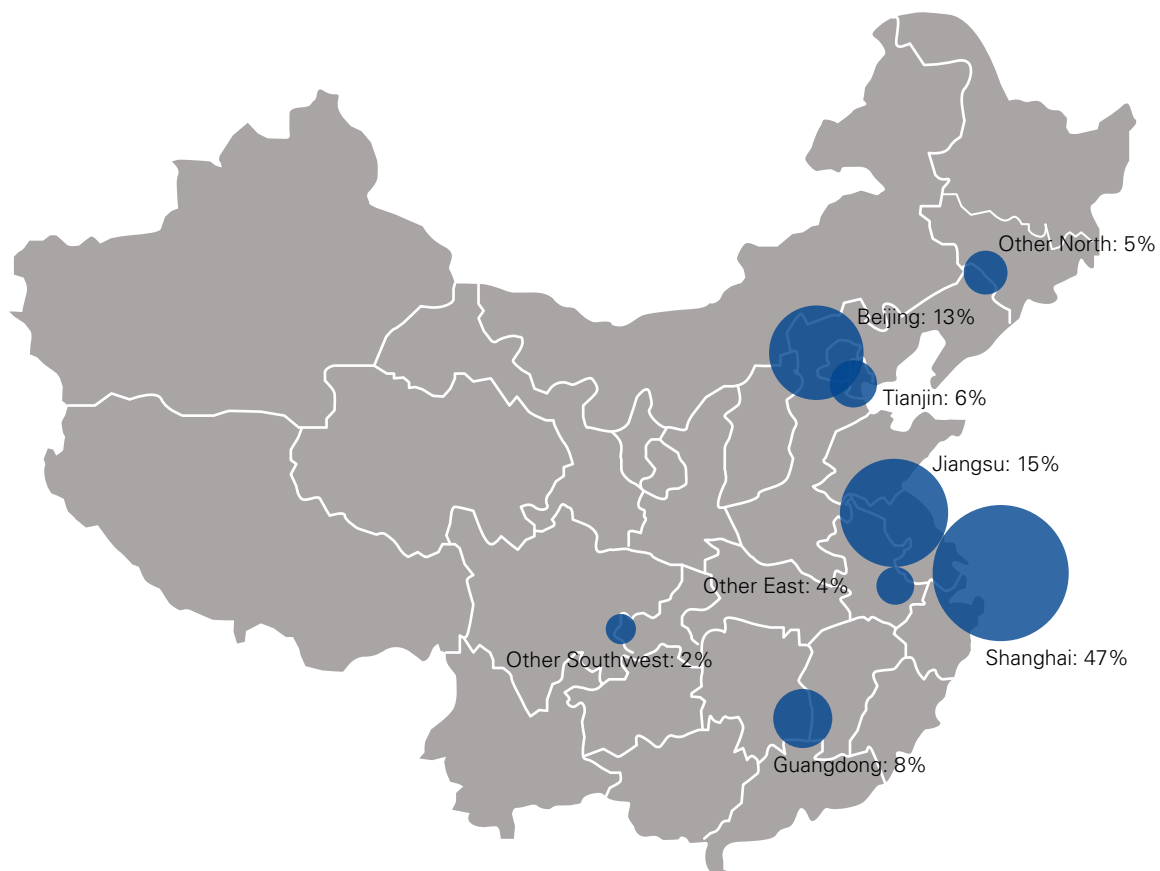 Other North: 5%
Beijing: 13%
Tianjin: 6%
Jiangsu: 15%
Other East: 4%
Shanghai: 47%
Other Southwest: 2%
Guangdong: 8%